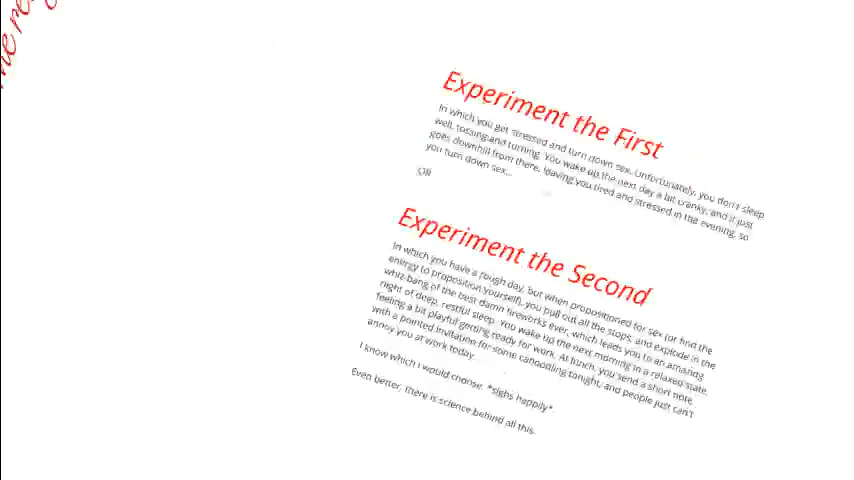 he re
Experiment the First
In which you get stressed and turn down sex. Unfortunately, you don't sleep
well, tossing and turning. You wake up the next day a bit cranky, and it just
goes downhill from there, leaving you tired and stressed in the evening, so
you turn down sex...
OR
Experiment the Second
In which you have a rough day, but when propositioned for sex (or find the
energy to proposition yourself), you pull out all the stops, and explode in the
whiz-bang of the best damn fireworks ever, which leads you to an amazing
night of deep, restful sleep. You wake up the next morning in a relaxed state,
feeling a bit playful getting ready for work. At lunch, you send a short note
with a pointed invitation for some canoodling tonight, and people just can't
annoy you at work today.
I know which I would choose. *sighs happily*
Even better, there is science behind all this.